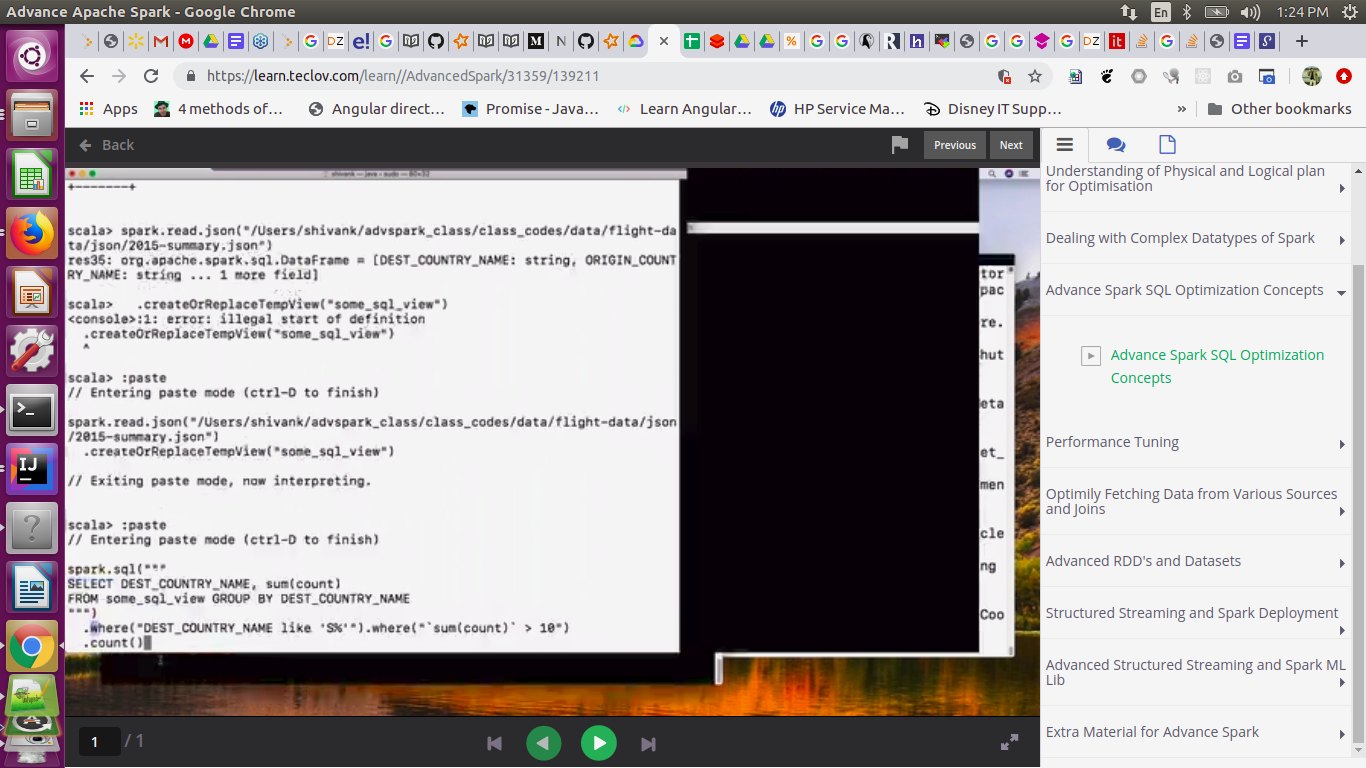 Advance Apache Spark - Google Chrome
En
1:24 PM
https://learn.teclov.com/learn//AdvancedSpark/31359/139211
Apps
4 methods of…
Angular direct…
Promise - Java…
Learn Angular…
HP Service Ma…
Disney IT Supp…
»
Other bookmarks
Back
Previous
Next
shivank — java - sudo — 80×32
+-------+
scala> spark.read.json("/Users/shivank/advspark_class/class_codes/data/flight-da
ta/json/2015-summary.json")
res35: org.apache.spark.sql.DataFrame = [DEST_COUNTRY_NAME: string, ORIGIN_COUNT
RY_NAME: string ... 1 more field]
scala>   .createOrReplaceTempView("some_sql_view")
<console>:1: error: illegal start of definition
  .createOrReplaceTempView("some_sql_view")
  ^
scala> :paste
// Entering paste mode (ctrl-D to finish)
spark.read.json("/Users/shivank/advspark_class/class_codes/data/flight-data/json
/2015-summary.json")
  .createOrReplaceTempView("some_sql_view")
// Exiting paste mode, now interpreting.
scala> :paste
// Entering paste mode (ctrl-D to finish)
spark.sql("""
SELECT DEST_COUNTRY_NAME, sum(count)
FROM some_sql_view GROUP BY DEST_COUNTRY_NAME
""")
  .where("DEST_COUNTRY_NAME like 'S%'").where("`sum(count)` > 10")
  .count()
tor
pac
re.
hut
eta
et_
men
cle
ng
Coo
1 / 1
Understanding of Physical and Logical plan
for Optimisation
Dealing with Complex Datatypes of Spark
Advance Spark SQL Optimization Concepts
Advance Spark SQL Optimization
Concepts
Performance Tuning
Optimily Fetching Data from Various Sources
and Joins
Advanced RDD's and Datasets
Structured Streaming and Spark Deployment
Advanced Structured Streaming and Spark ML
Lib
Extra Material for Advance Spark